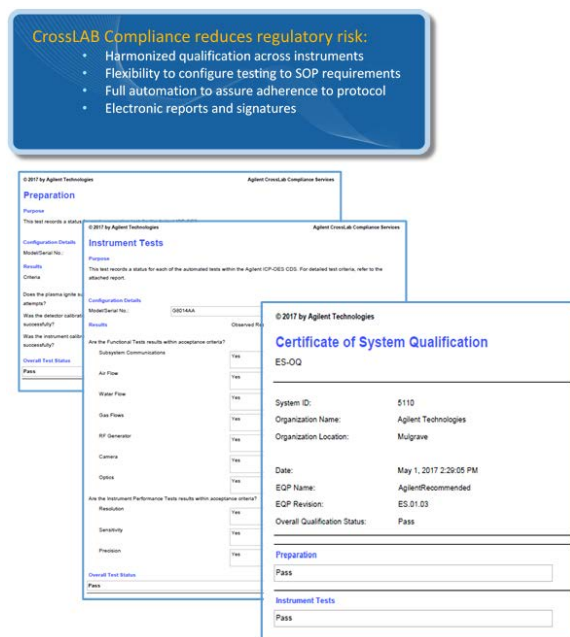 CrossLAB Compliance reduces regulatory risk:
• Harmonized qualification across instruments
• Flexibility to configure testing to SOP requirements
• Full automation to assure adherence to protocol
• Electronic reports and signatures
© 2017 by Agilent Technologies Agilent CrossLab Compliance Services
Preparation
Purpose
This test records a status
Configuration Details
Model/Serial No.:
Results
Criteria
Does the plasma ignite
attempts?
Was the detector
successfully?
Was the instrument
successfully?
Overall Test Status
Pass
© 2017 by Agilent Technologies Agilent CrossLab Compliance Services
Instrument Tests
Purpose
This test records a status for each of the automated tests within the Agilent ICP-OES CDS. For detailed test criteria, refer to the
attached report.
Configuration Details
Model/Serial No.: G8014AA
Results Observed
Are the Functional Tests results within acceptance criteria?
Subsystem Communications Yes
Air Flow Yes
Water Flow Yes
Gas Flows Yes
RF Generator Yes
Camera Yes
Optics Yes
Are the Instrument Performance Tests results within acceptance criteria?
Resolution Yes
Sensitivity Yes
Precision Yes
Overall Test Status
Pass
© 2017 by Agilent Technologies
Certificate of System Qualification
ES-OQ
System ID: 5110
Organization Name: Agilent Technologies
Organization Location: Mulgrave
Date: May 1, 2017 2:29:05 PM
EQP Name: AgilentRecommended
EQP Revision: ES.01.03
Overall Qualification Status: Pass
Preparation
Pass
Instrument Tests
Pass